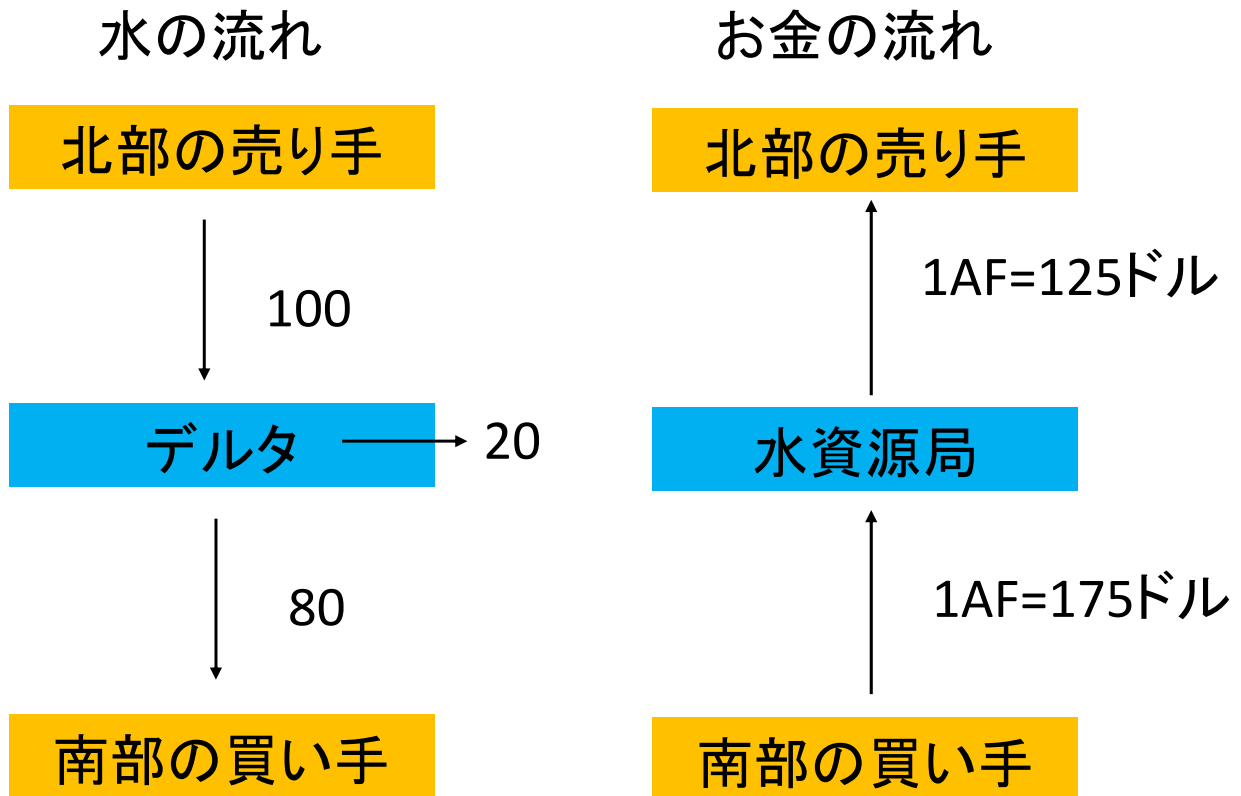 水の流れ
北部の売り手
100
デルタ
20
80
南部の買い手
お金の流れ
北部の売り手
1AF=125ドル
水資源局
1AF=175ドル
南部の買い手